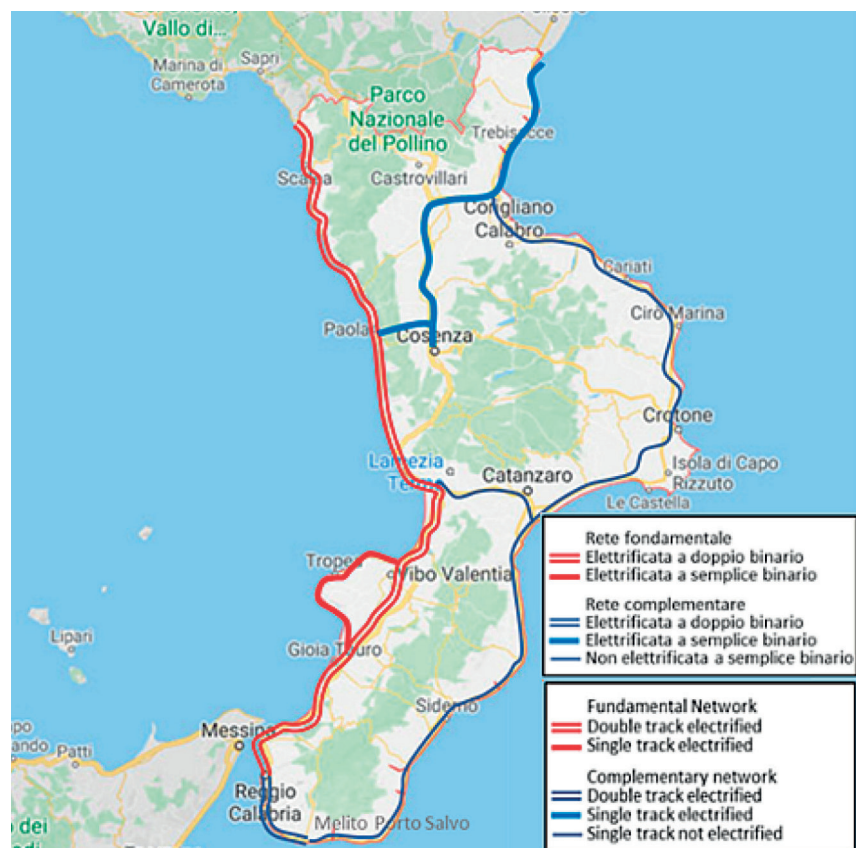 Vallo di...
Marina di
Camerota
Sapri
Parco
Nazionale
del Pollino
Trebisacce
Scalea
Castrovillari
Corigliano
Calabro
Cariati
Paola
Cosenza
Ciro Marina
Crotone
Lamezia
Terme
Catanzaro
Isola di Capo
Rizzuto
Le Castella
Tropea
Vibo Valentia
Lipari
Gioia Tauro
Siderno
Messina
Patti
Reggio
Calabria
Melito Porto Salvo
Rete fondamentale
Elettrificata a doppio binario
Elettrificata a semplice binario
Rete complementare
Elettrificata a doppio binario
Elettrificata a semplice binario
Non elettrificata a semplice binario
Fundamental Network
Double track electrified
Single track electrified
Complementary network
Double track electrified
Single track electrified
Single track not electrified